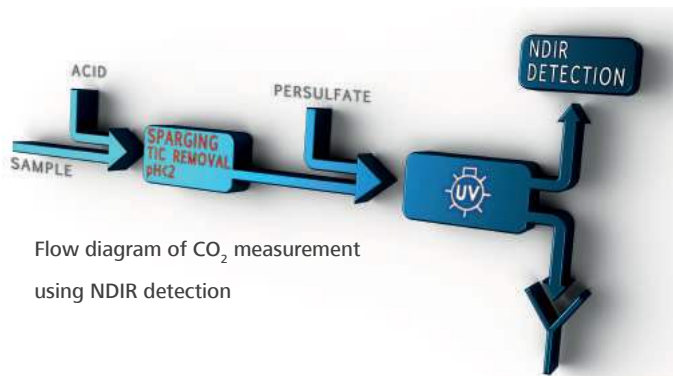 NDIR
DETECTION
ACID
PERSULFATE
SAMPLE
SPARGING
TIC REMOVAL
pH<2
UV
Flow diagram of CO₂ measurement
using NDIR detection